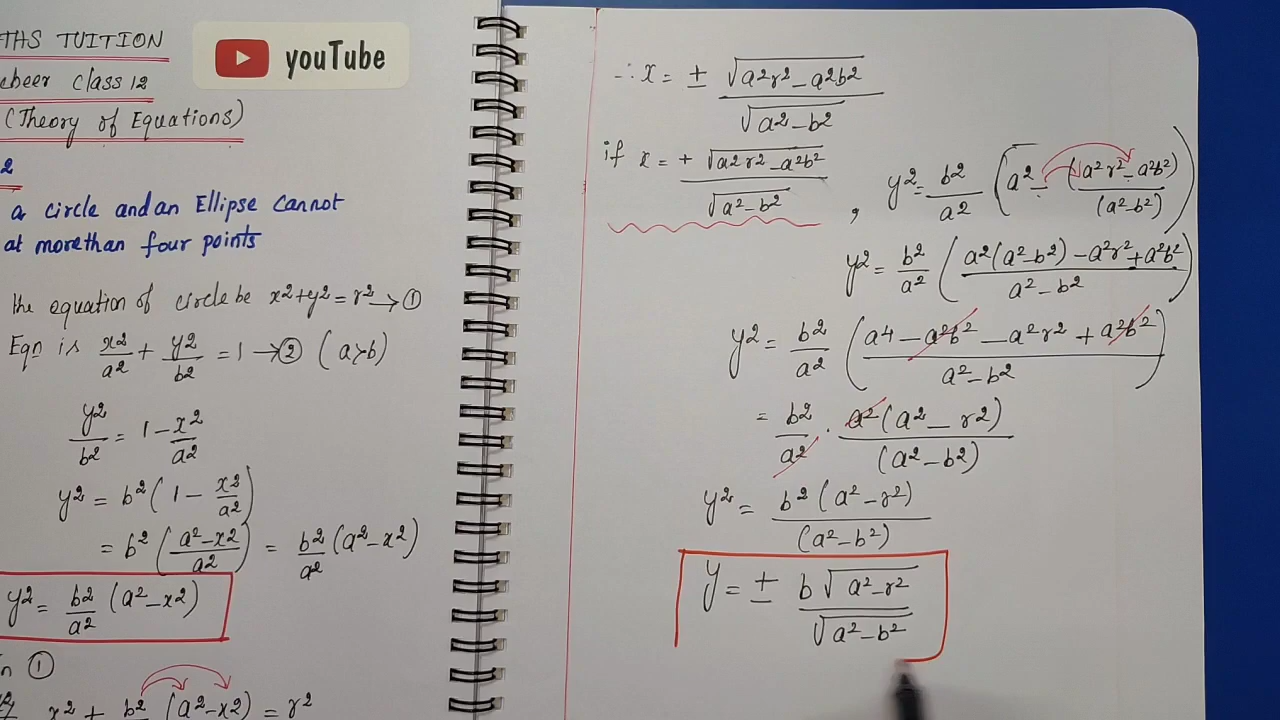 THS TUITION
youTube
cheer class 12
(Theory of Equations)
2
a circle and an Ellipse cannot
at more than four points
the equation of circle be x²+y²=r² → ①
Eqn is x²/a² + y²/b² = 1 → ② (a>b)
y²/b² = 1 - x²/a²
y² = b² (1 - x²/a²)
= b² ((a²-x²)/a²) = b²/a² (a²-x²)
y² = b²/a² (a²-x²)
n ①
x² + b² (a²-x²) = r²
∴ x = ± √(a²r² - a²b²)/√(a²-b²)
if x = + √(a²r² - a²b²)/√(a²-b²) , y² = b²/a² (a² - (a²r² - a²b²)/(a²-b²))
y² = b²/a² ((a²(a²-b²) - a²r² + a²b²)/(a²-b²))
y² = b²/a² ((a⁴ - a²b² - a²r² + a²b²)/(a²-b²))
= b²/a² · a²(a² - r²)/(a²-b²)
y² = b²(a²-r²)/(a²-b²)
y = ± b√(a²-r²)/√(a²-b²)